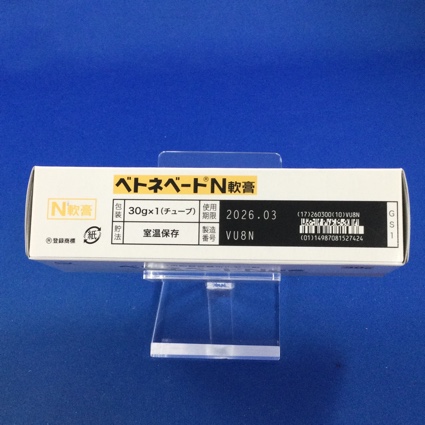 ベトネベート®N軟膏
N軟膏
®登録商標
紙
包装 30g×1(チューブ)
貯法 室温保存
使用期限 2026.03
製造番号 VU8N
(17)260300(10)VU8N
(01)14987081527424
GS1